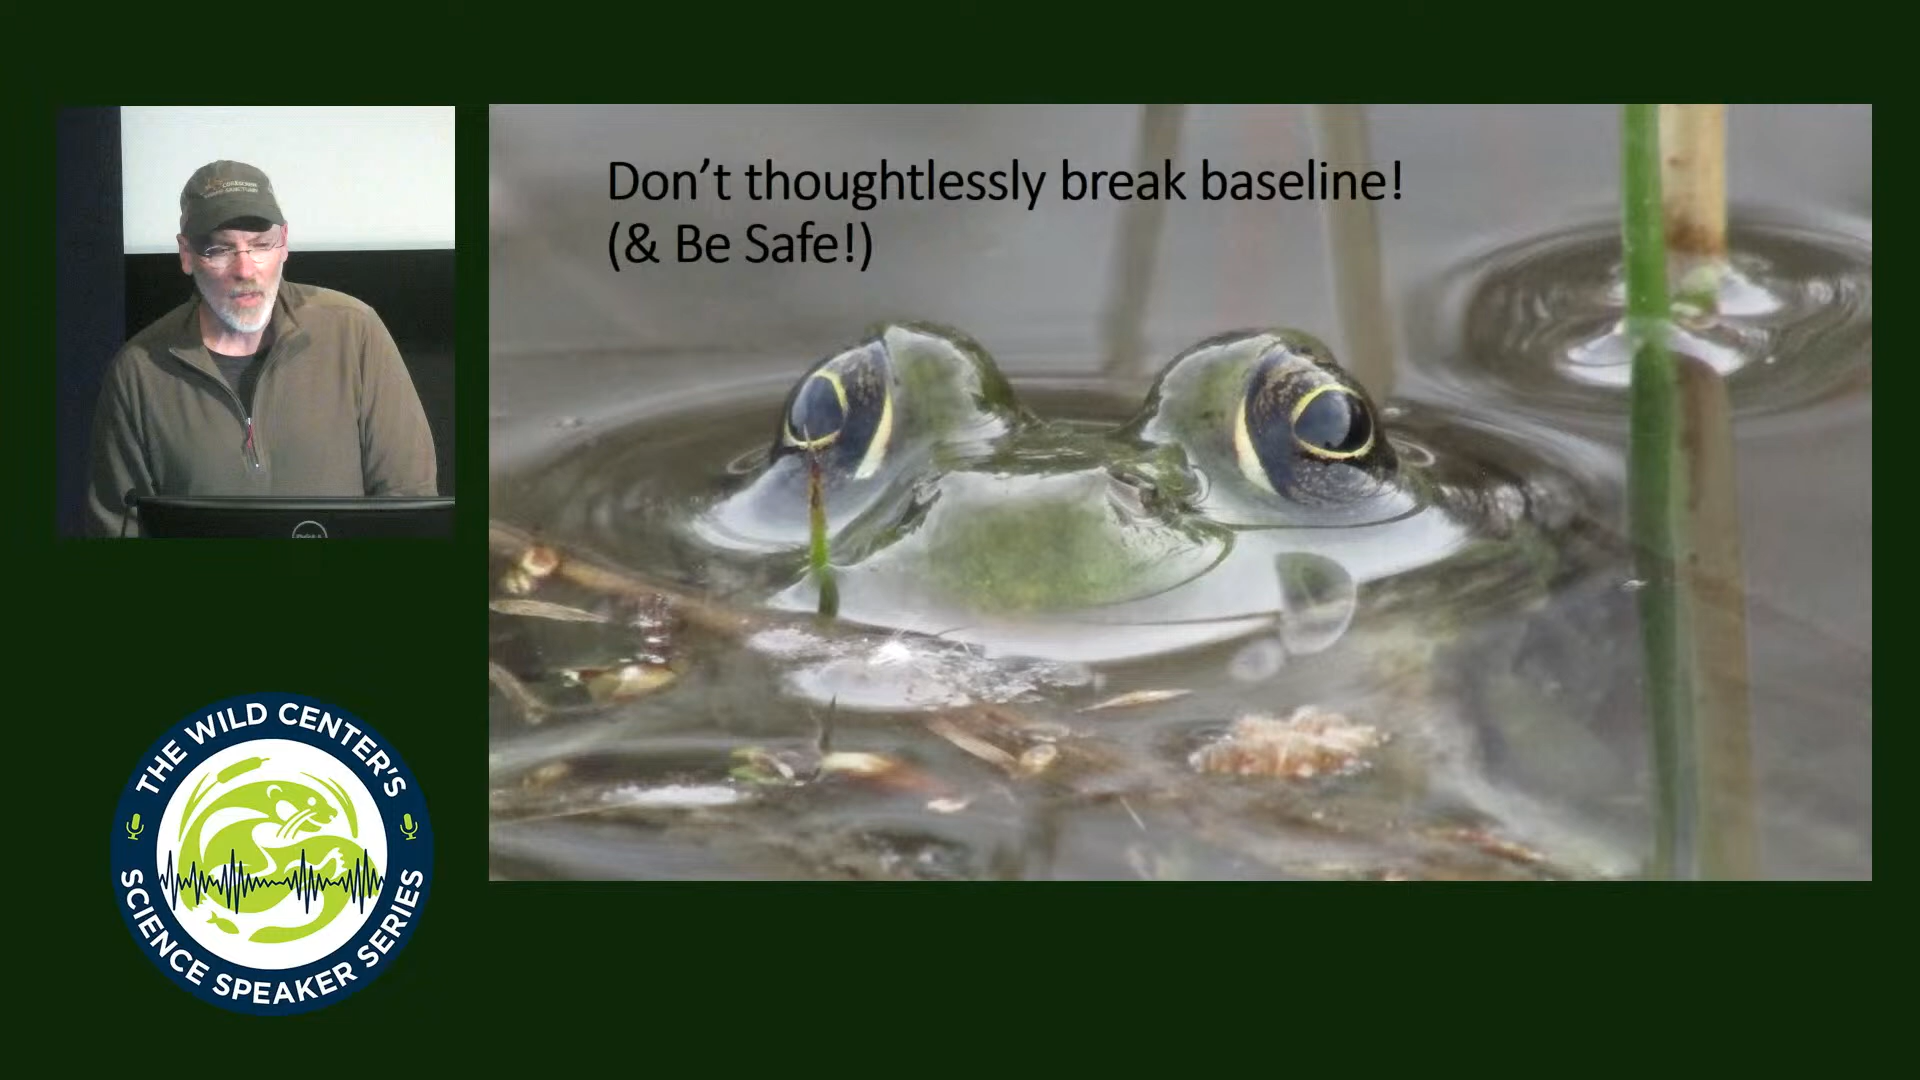 Don't thoughtlessly break baseline!
(& Be Safe!)
THE WILD CENTER'S
SCIENCE SPEAKER SERIES